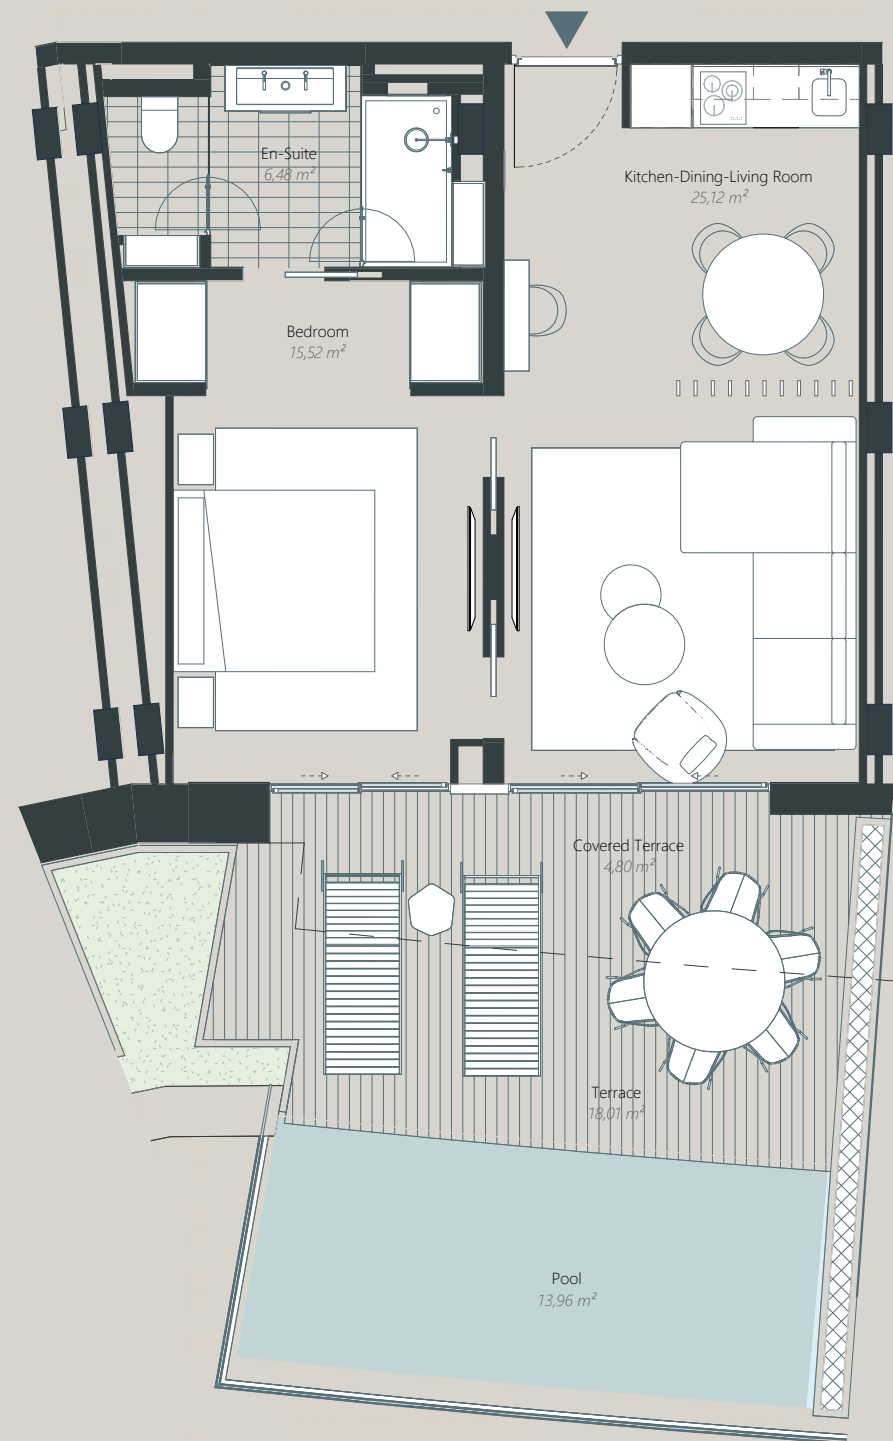 En-Suite
6,48 m²
Kitchen-Dining-Living Room
25,12 m²
Bedroom
15,52 m²
Covered Terrace
4,80 m²
Terrace
18,01 m²
Pool
13,96 m²